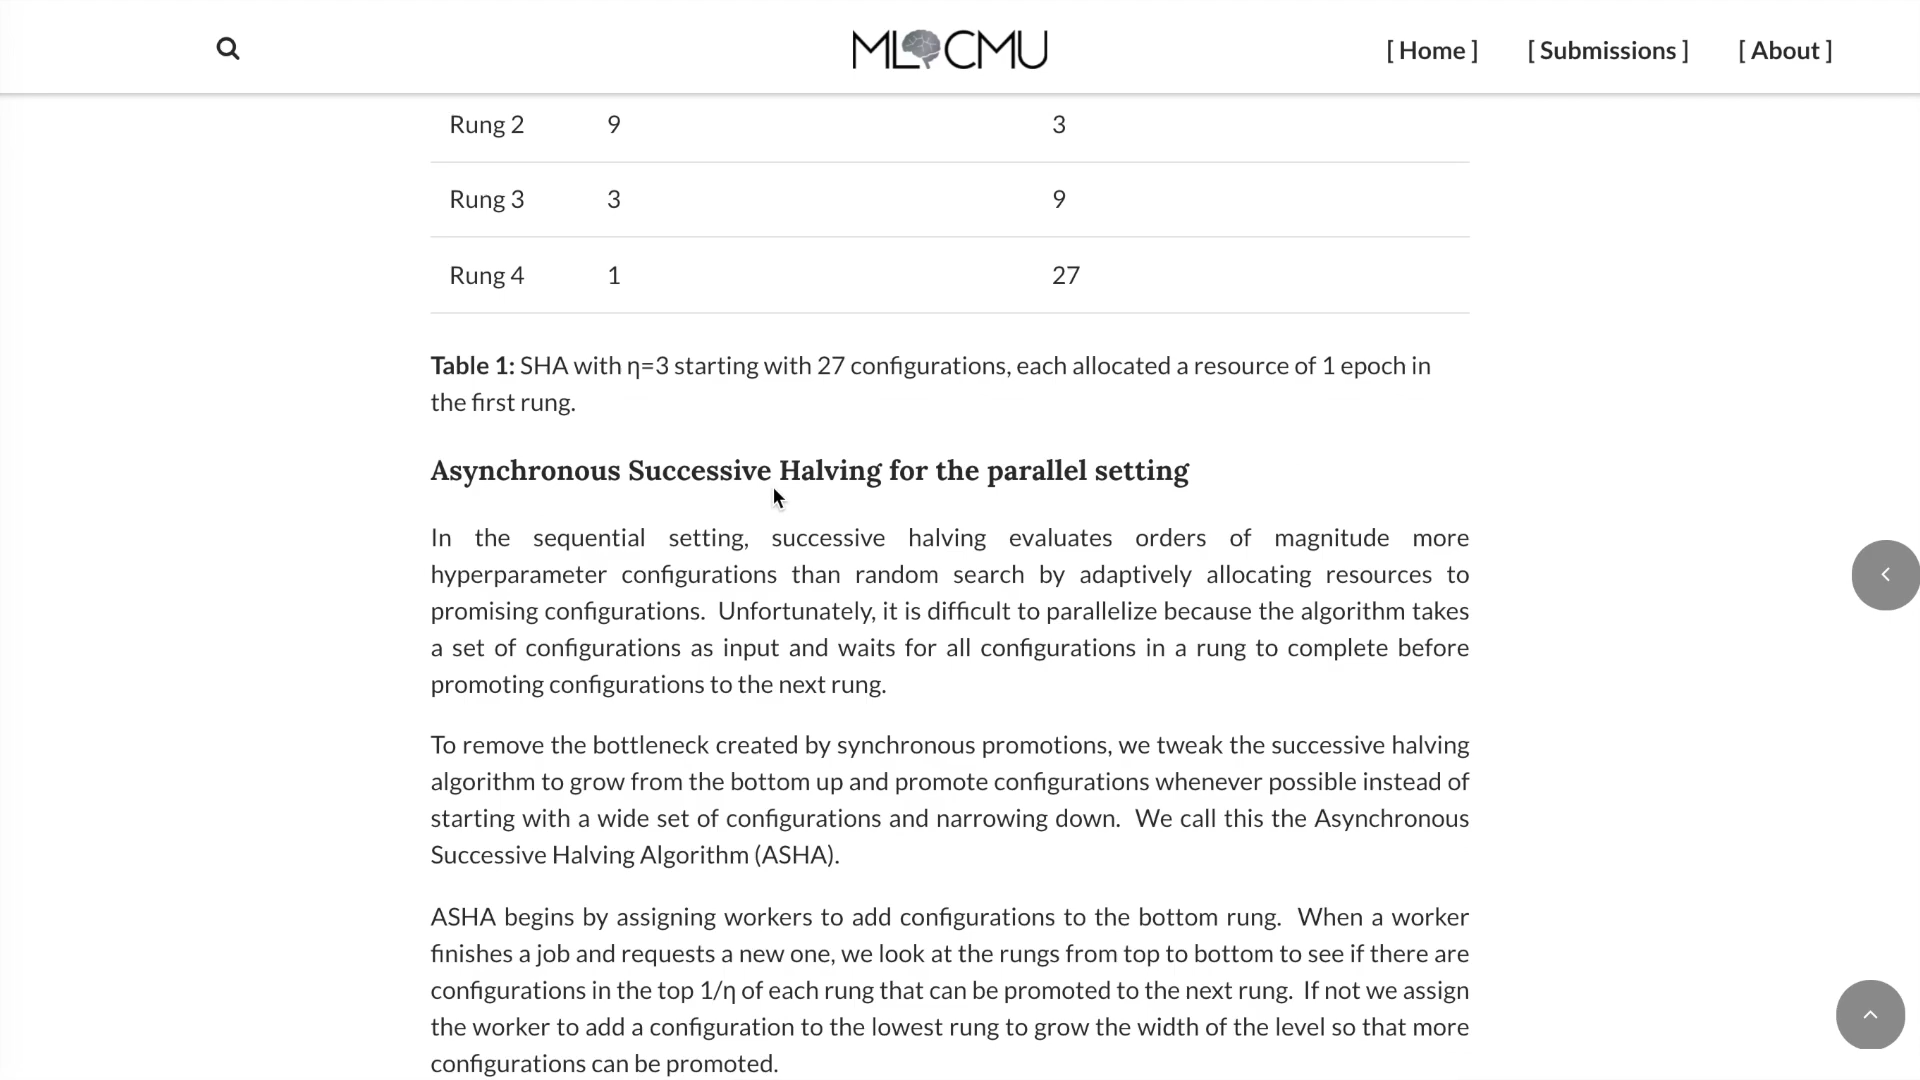 ML CMU
[ Home ] [ Submissions ] [ About ]
Rung 2 9 3
Rung 3 3 9
Rung 4 1 27
Table 1: SHA with η=3 starting with 27 configurations, each allocated a resource of 1 epoch in
the first rung.
Asynchronous Successive Halving for the parallel setting
In the sequential setting, successive halving evaluates orders of magnitude more
hyperparameter configurations than random search by adaptively allocating resources to
promising configurations. Unfortunately, it is difficult to parallelize because the algorithm takes
a set of configurations as input and waits for all configurations in a rung to complete before
promoting configurations to the next rung.
To remove the bottleneck created by synchronous promotions, we tweak the successive halving
algorithm to grow from the bottom up and promote configurations whenever possible instead of
starting with a wide set of configurations and narrowing down. We call this the Asynchronous
Successive Halving Algorithm (ASHA).
ASHA begins by assigning workers to add configurations to the bottom rung. When a worker
finishes a job and requests a new one, we look at the rungs from top to bottom to see if there are
configurations in the top 1/η of each rung that can be promoted to the next rung. If not we assign
the worker to add a configuration to the lowest rung to grow the width of the level so that more
configurations can be promoted.